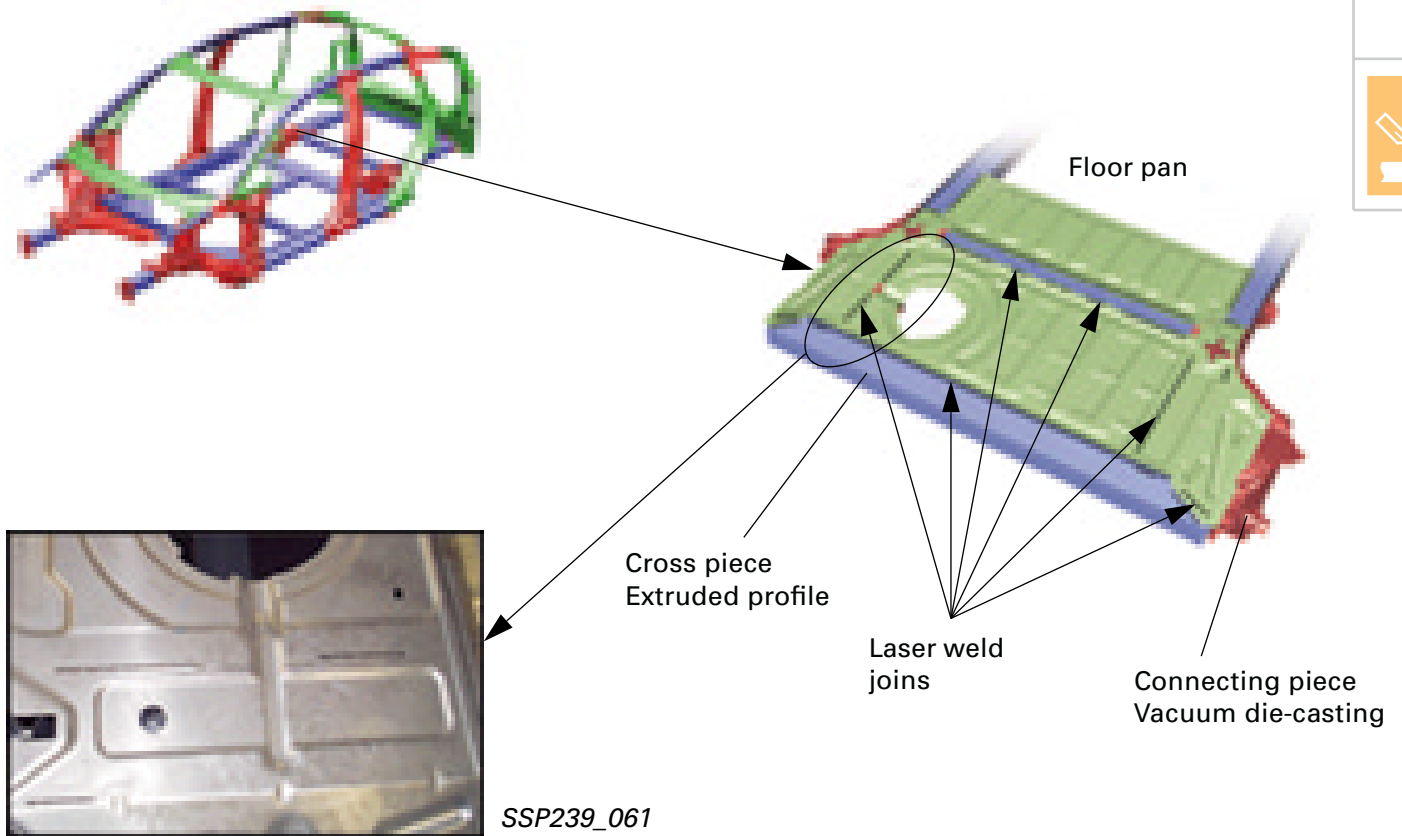 Floor pan
Cross piece
Extruded profile
Laser weld
joins
Connecting piece
Vacuum die-casting
SSP239_061